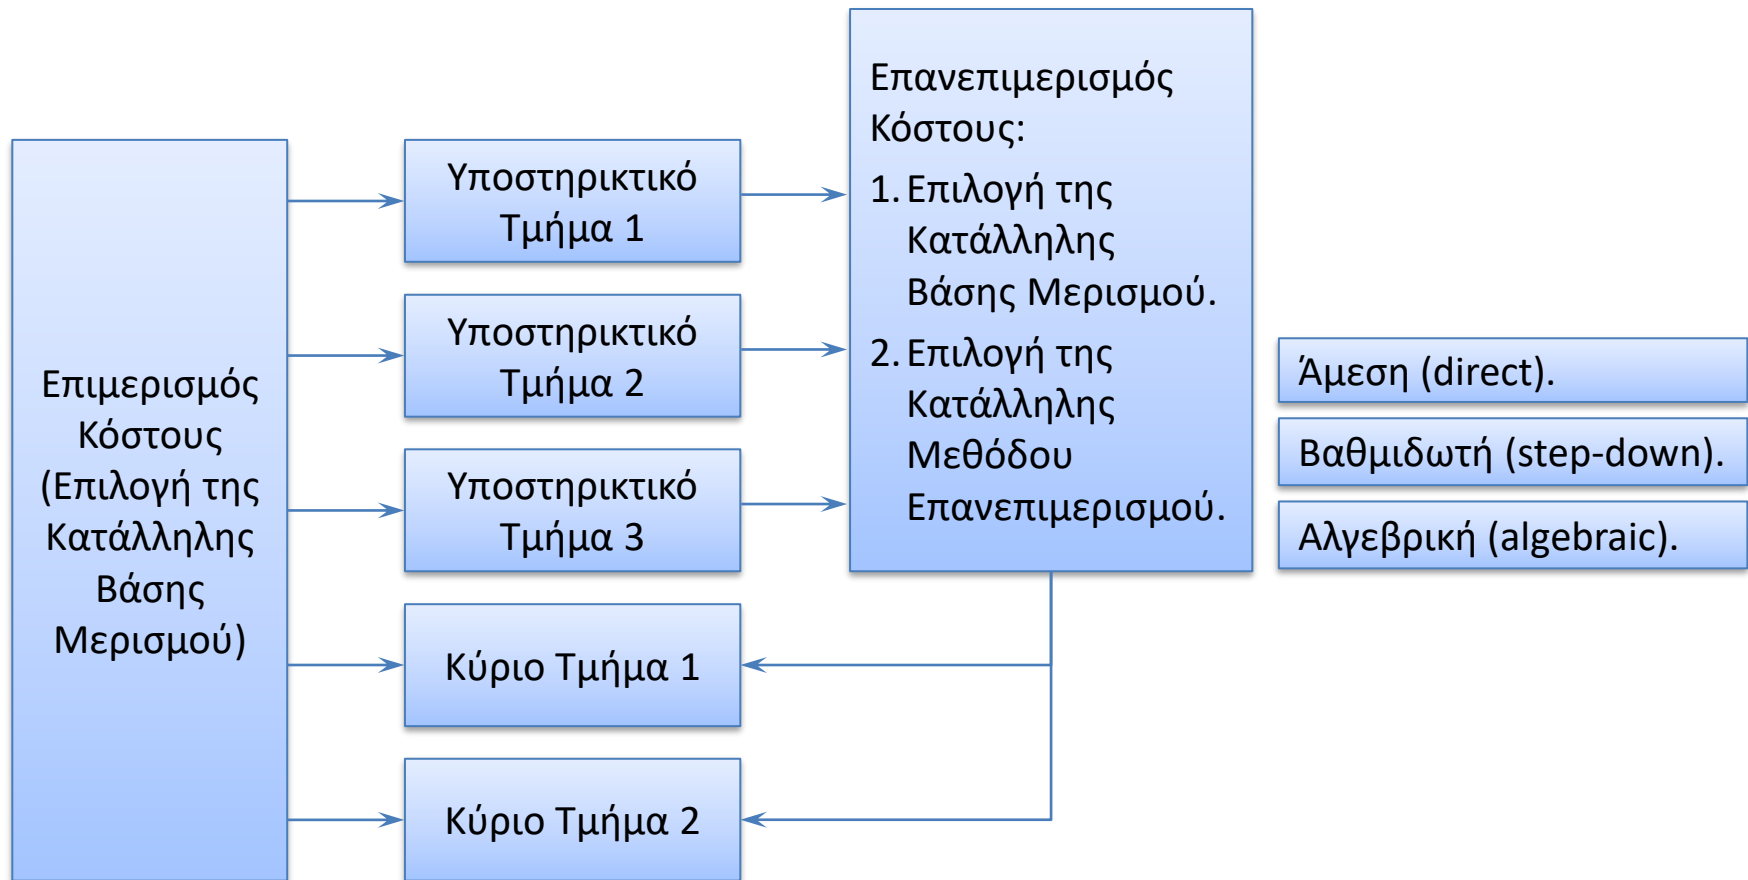 Επιμερισμός
Κόστους
(Επιλογή της
Κατάλληλης
Βάσης
Μερισμού)
Υποστηρικτικό
Τμήμα 1
Υποστηρικτικό
Τμήμα 2
Υποστηρικτικό
Τμήμα 3
Κύριο Τμήμα 1
Κύριο Τμήμα 2
Επανεπιμερισμός
Κόστους:
1. Επιλογή της
Κατάλληλης
Βάσης Μερισμού.
2. Επιλογή της
Κατάλληλης
Μεθόδου
Επανεπιμερισμού.
Άμεση (direct).
Βαθμιδωτή (step-down).
Αλγεβρική (algebraic).